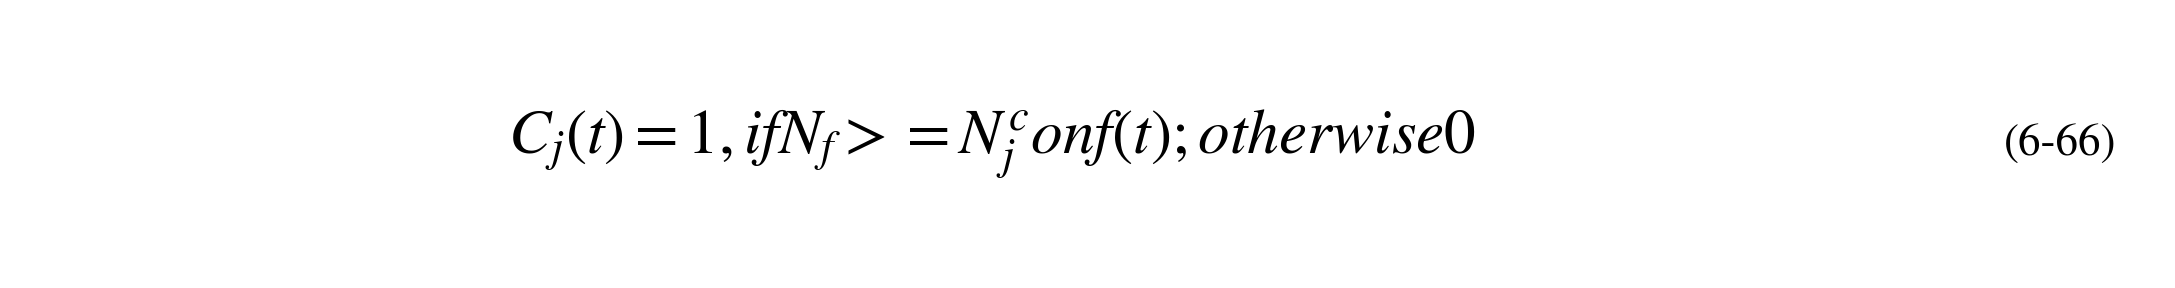 C_j(t) = 1, ifN_f > = N_j^c onf(t); otherwise0 (6-66)